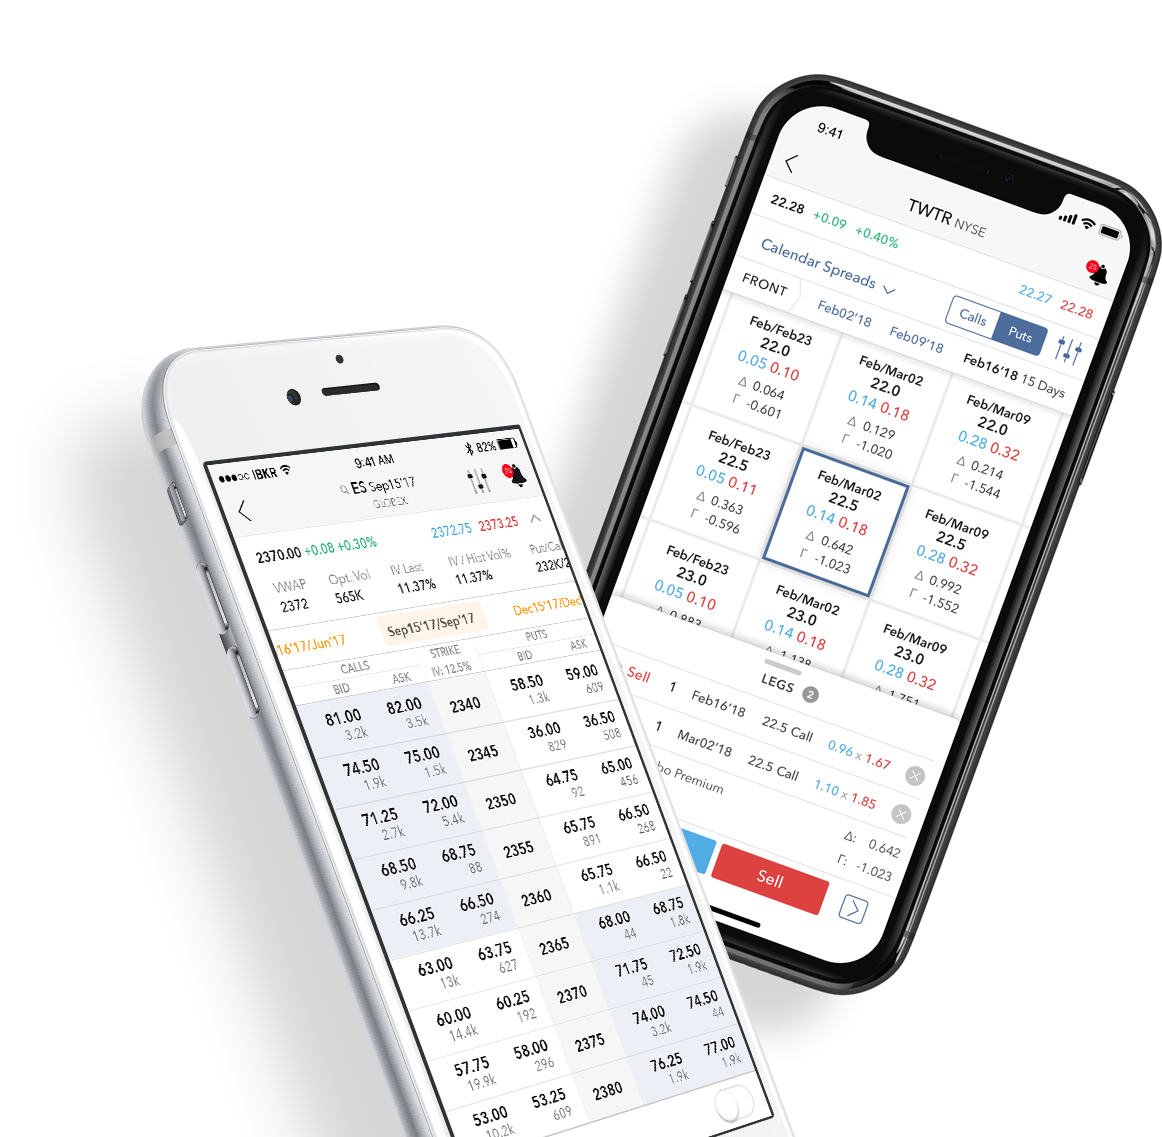 9:41
TWTR NYSE
22.28 +0.09 +0.40%
22.27 22.28
25
Calendar Spreads
Calls Puts
FRONT Feb02'18 Feb09'18 Feb16'18 15 Days
Feb/Feb23
22.0
0.05 0.10
Δ 0.064
Γ -0.601
Feb/Mar02
22.0
0.14 0.18
Δ 0.129
Γ -1.020
Feb/Mar09
22.0
0.28 0.32
Δ 0.214
Γ -1.544
Feb/Feb23
22.5
0.05 0.11
Δ 0.363
Γ -0.596
Feb/Mar02
22.5
0.14 0.18
Δ 0.642
Γ -1.023
Feb/Mar09
22.5
0.28 0.32
Δ 0.992
Γ -1.552
Feb/Feb23
23.0
0.05 0.10
Δ 0.883
Feb/Mar02
23.0
0.14 0.18
Δ 1.138
Feb/Mar09
23.0
0.28 0.32
Δ 1.751
LEGS 2
Sell 1 Feb16'18 22.5 Call 0.96 x 1.67
1 Mar02'18 22.5 Call 1.10 x 1.85
bo Premium
Δ: 0.642
Γ: -1.023
Sell
IBKR 9:41 AM 82%
ES Sep15'17
GLOBEX
2370.00 +0.08 +0.30% 2372.75 2373.25
VWAP Opt. Vol IV Last IV / Hist Vol% Put/Ca
2372 565K 11.37% 11.37% 232K/2
16'17/Jun'17 Sep15'17/Sep'17 Dec15'17/Dec
CALLS STRIKE PUTS
BID ASK IV: 12.5% BID ASK
81.00 82.00 2340 58.50 59.00
3.2k 3.5k 1.3k 609
74.50 75.00 2345 36.00 36.50
1.9k 1.5k 829 508
71.25 72.00 2350 64.75 65.00
2.7k 5.4k 92 456
68.50 68.75 2355 65.75 66.50
9.8k 88 891 268
66.25 66.50 2360 65.75 66.50
13.7k 274 1.1k 22
63.00 63.75 2365 68.00 68.75
13k 627 44 1.8k
60.00 60.25 2370 71.75 72.50
14.4k 192 45 1.9k
57.75 58.00 2375 74.00 74.50
19.9k 296 3.2k 44
53.00 53.25 2380 76.25 77.00
10.2k 609 1.9k 1.9k